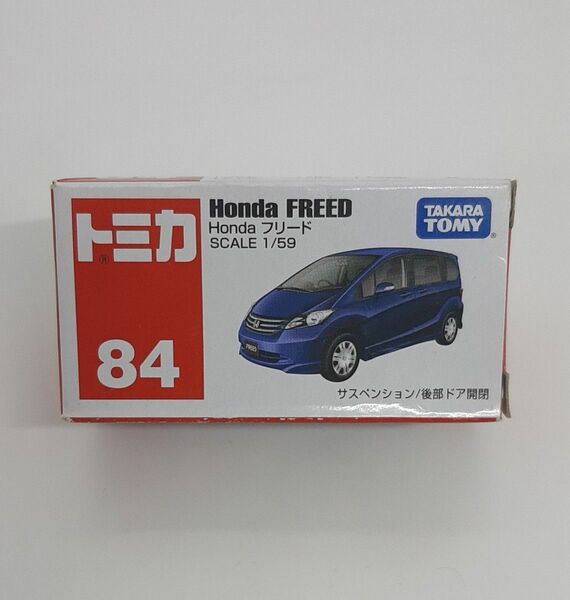 トミカ
®
84
Honda FREED
Honda フリード
SCALE 1/59
TAKARA
TOMY
®
FREED
サスペンション/後部ドア開閉